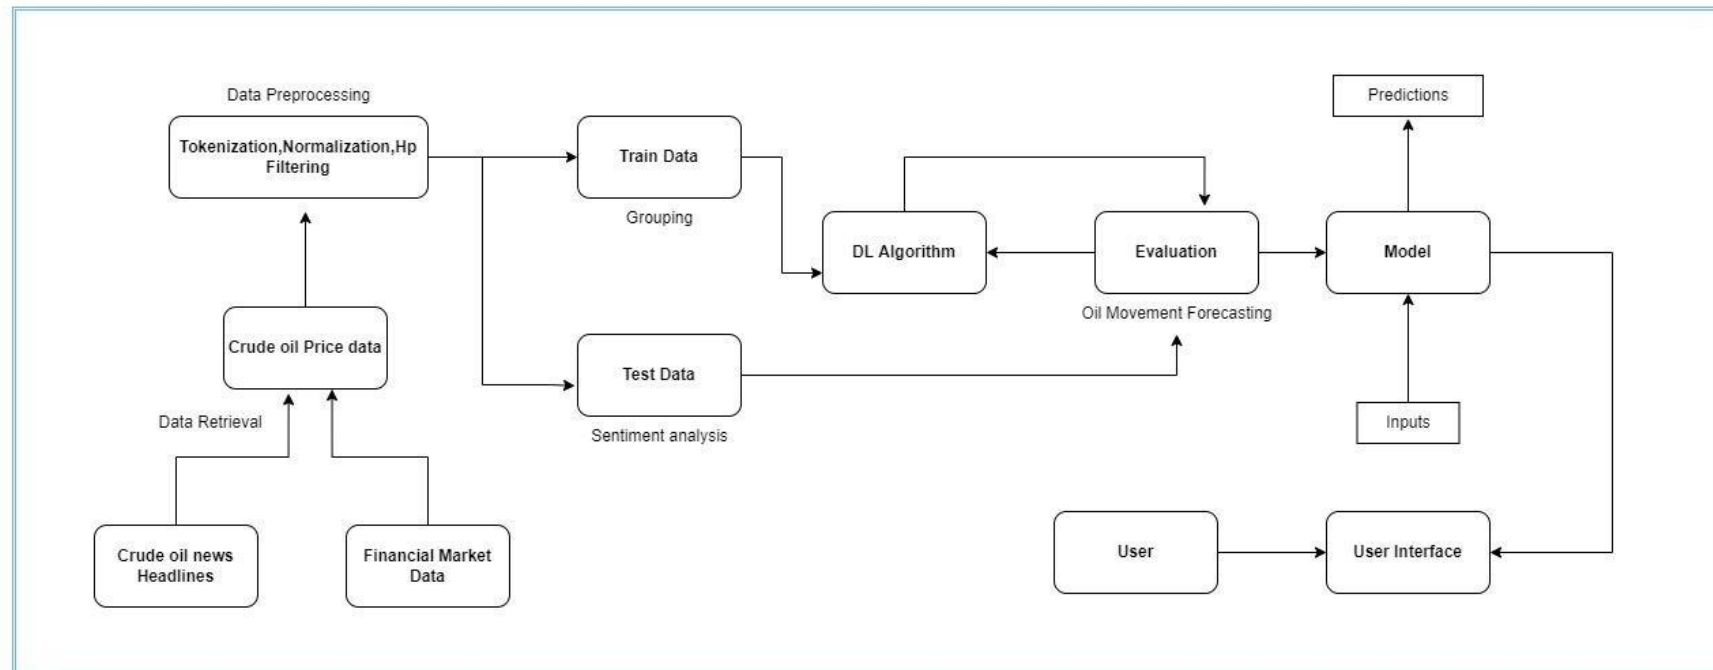 Data Preprocessing
Tokenization,Normalization,Hp
Filtering
Train Data
Grouping
Predictions
DL Algorithm
Evaluation
Oil Movement Forecasting
Model
Crude oil Price data
Data Retrieval
Test Data
Sentiment analysis
Inputs
Crude oil news
Headlines
Financial Market
Data
User
User Interface